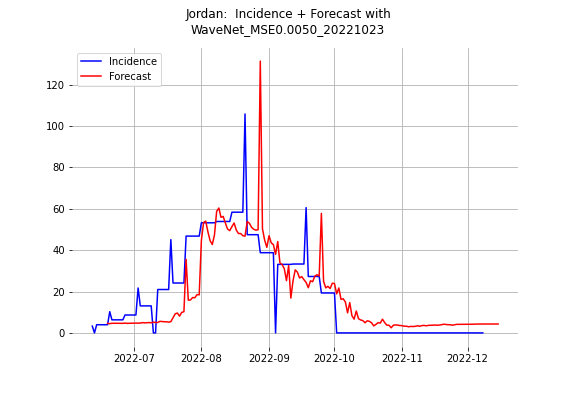 Jordan:  Incidence + Forecast with
WaveNet_MSE0.0050_20221023
Incidence
Forecast
120
100
80
60
40
20
0
2022-07 2022-08 2022-09 2022-10 2022-11 2022-12